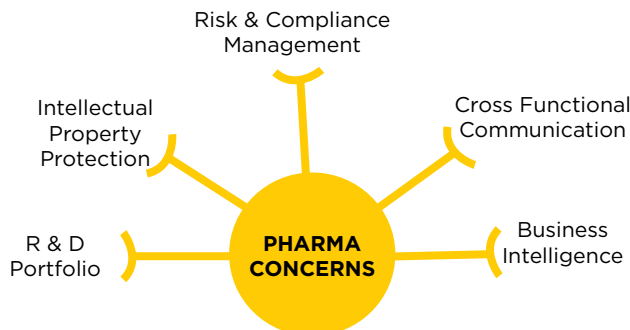 Risk & Compliance
Management
Intellectual
Property
Protection
Cross Functional
Communication
R & D
Portfolio
PHARMA
CONCERNS
Business
Intelligence